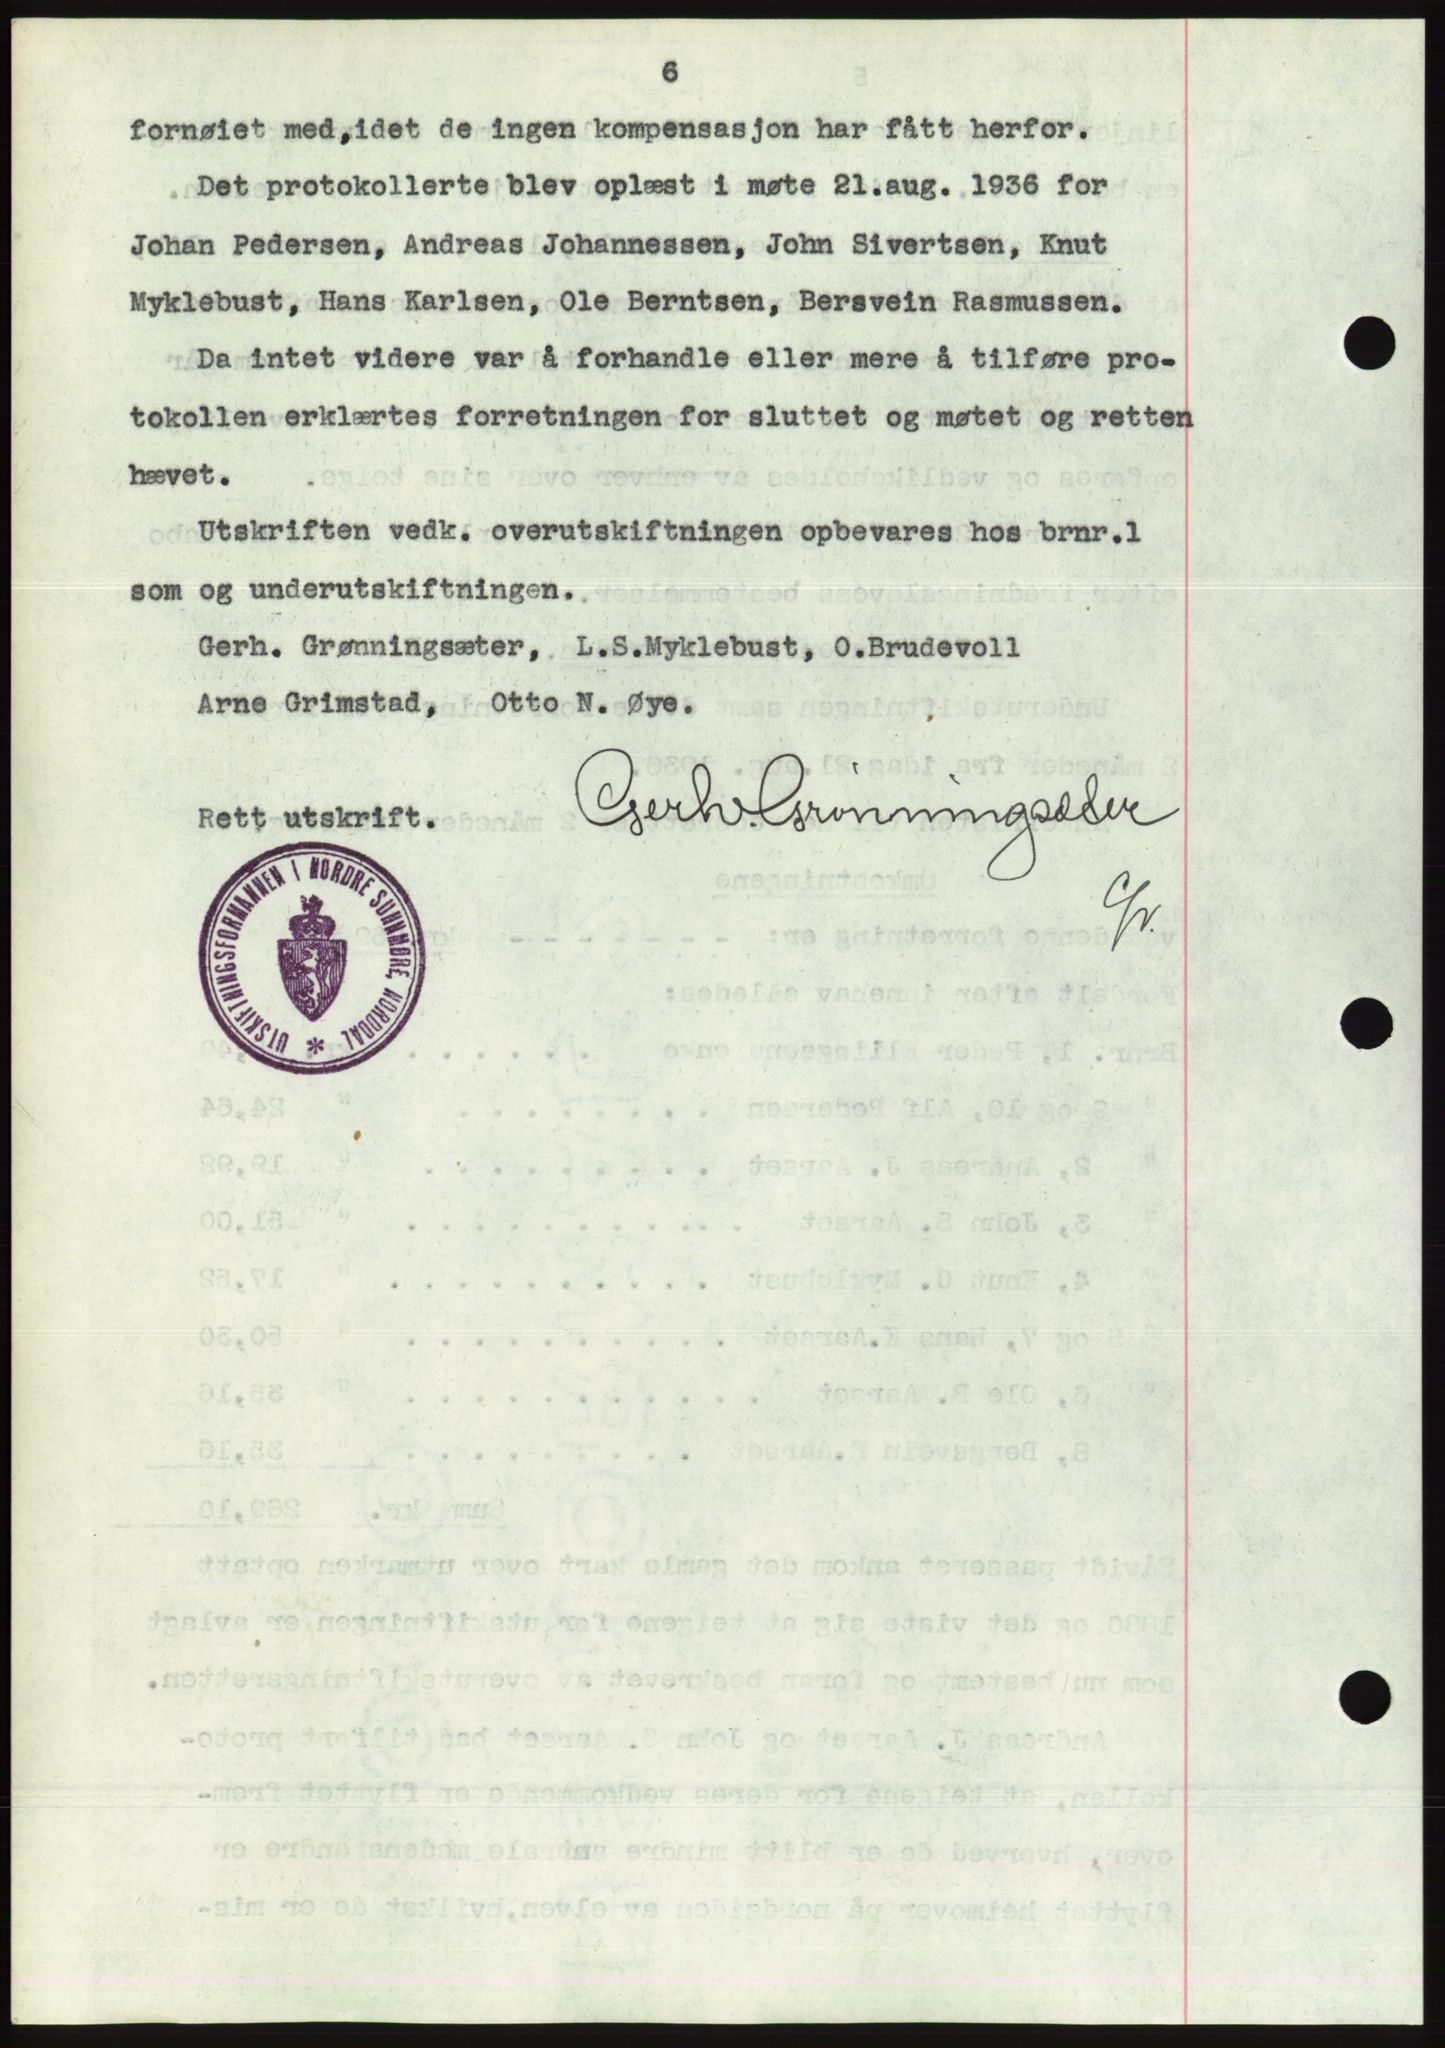 6
fornøiet med,idet de ingen kompensasjon har fått herfor.
Det protokollerte blev oplæst i møte 21.aug. 1936 for
Johan Pedersen, Andreas Johannessen, John Sivertsen, Knut
Myklebust, Hans Karlsen, Ole Berntsen, Bersvein Rasmussen.
Da intet videre var å forhandle eller mere å tilføre pro-
tokollen erklærtes forretningen for sluttet og møtet og retten
hævet.
Utskriften vedk. overutskiftningen opbevares hos brnr.1
som og underutskiftningen.
Gerh. Grønningsæter, L.S.Myklebust, O.Brudevoll
Arne Grimstad, Otto N. Øye.
Gerh. Grønningsæter
Rett utskrift.
UTSKIFTNINGSFORMANNEN I NORDRE SUNNMØRE, NORDDAL *